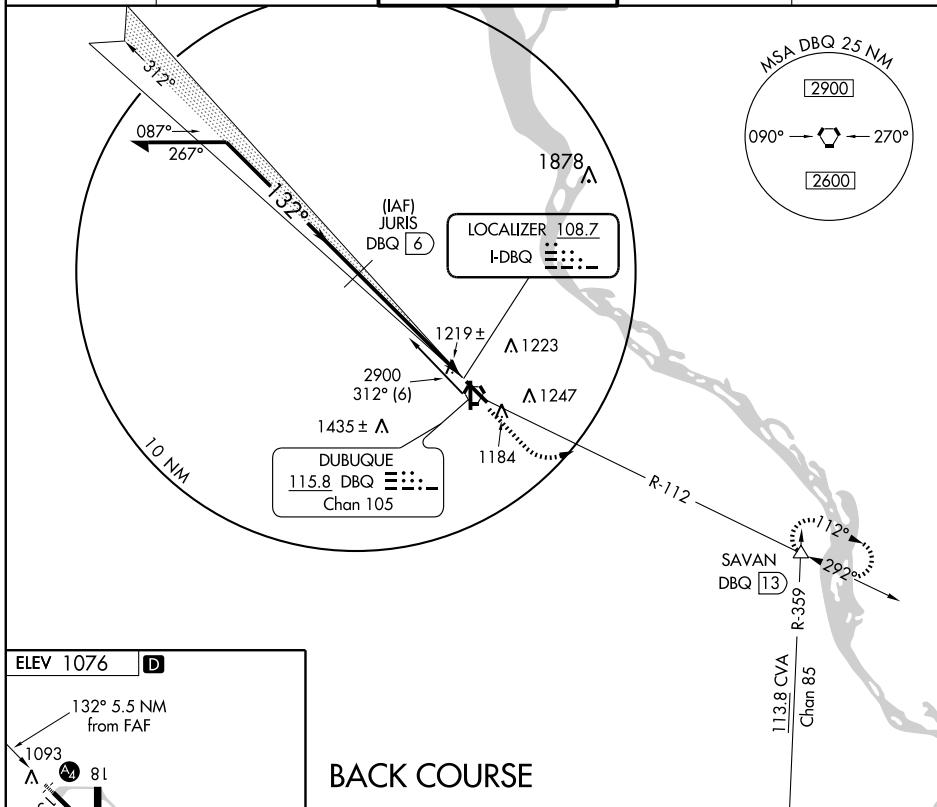 MSA DBQ 25 NM
2900
090°
270°
2600
312°
087°
267°
132°
1878
(IAF)
JURIS
DBQ 6
LOCALIZER 108.7
I-DBQ
1219 ±
1223
2900
312° (6)
1247
1435 ±
1184
10 NM
DUBUQUE
115.8 DBQ
Chan 105
R-112
112°
SAVAN
DBQ 13
292°
R-359
113.8 CVA
Chan 85
ELEV 1076 D
132° 5.5 NM
from FAF
1093
A4
18
BACK COURSE